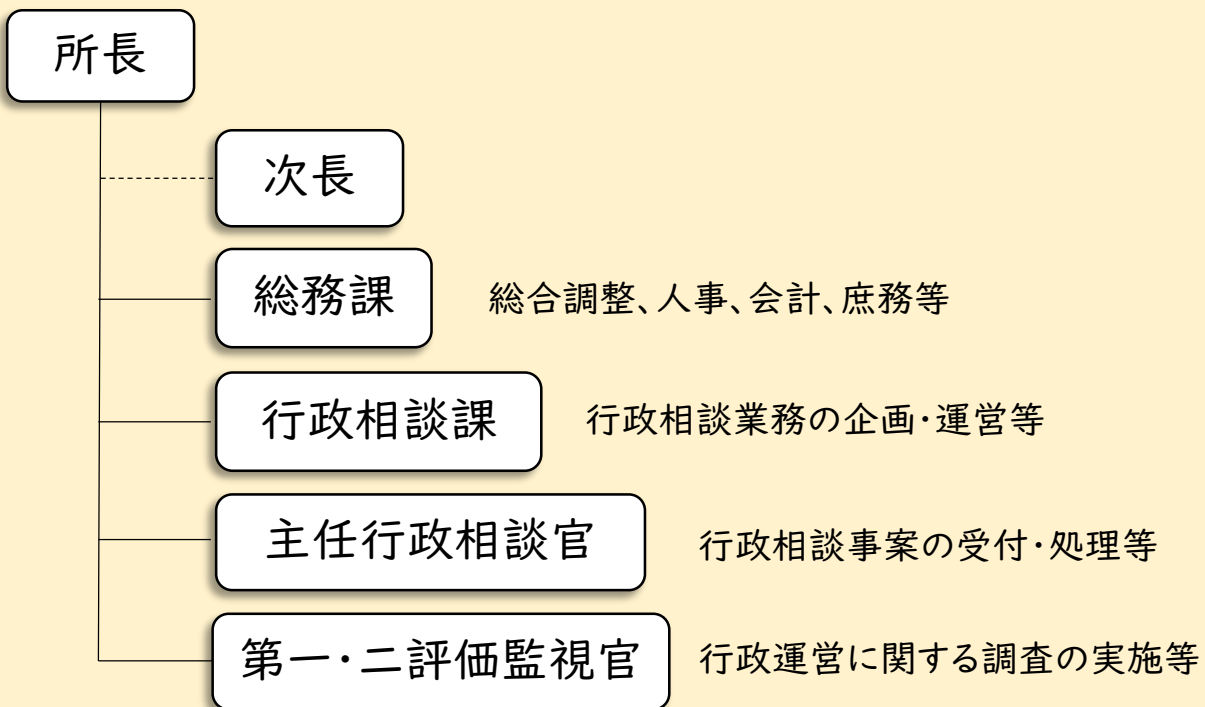 所長
次長
総務課 総合調整、人事、会計、庶務等
行政相談課 行政相談業務の企画・運営等
主任行政相談官 行政相談事案の受付・処理等
第一・二評価監視官 行政運営に関する調査の実施等